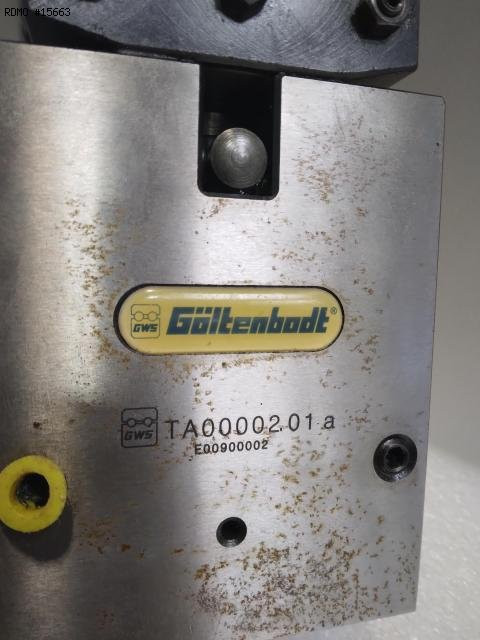 RDMO #15663
GWS Göltenbodt®
GWS TA0000201a
E00900002